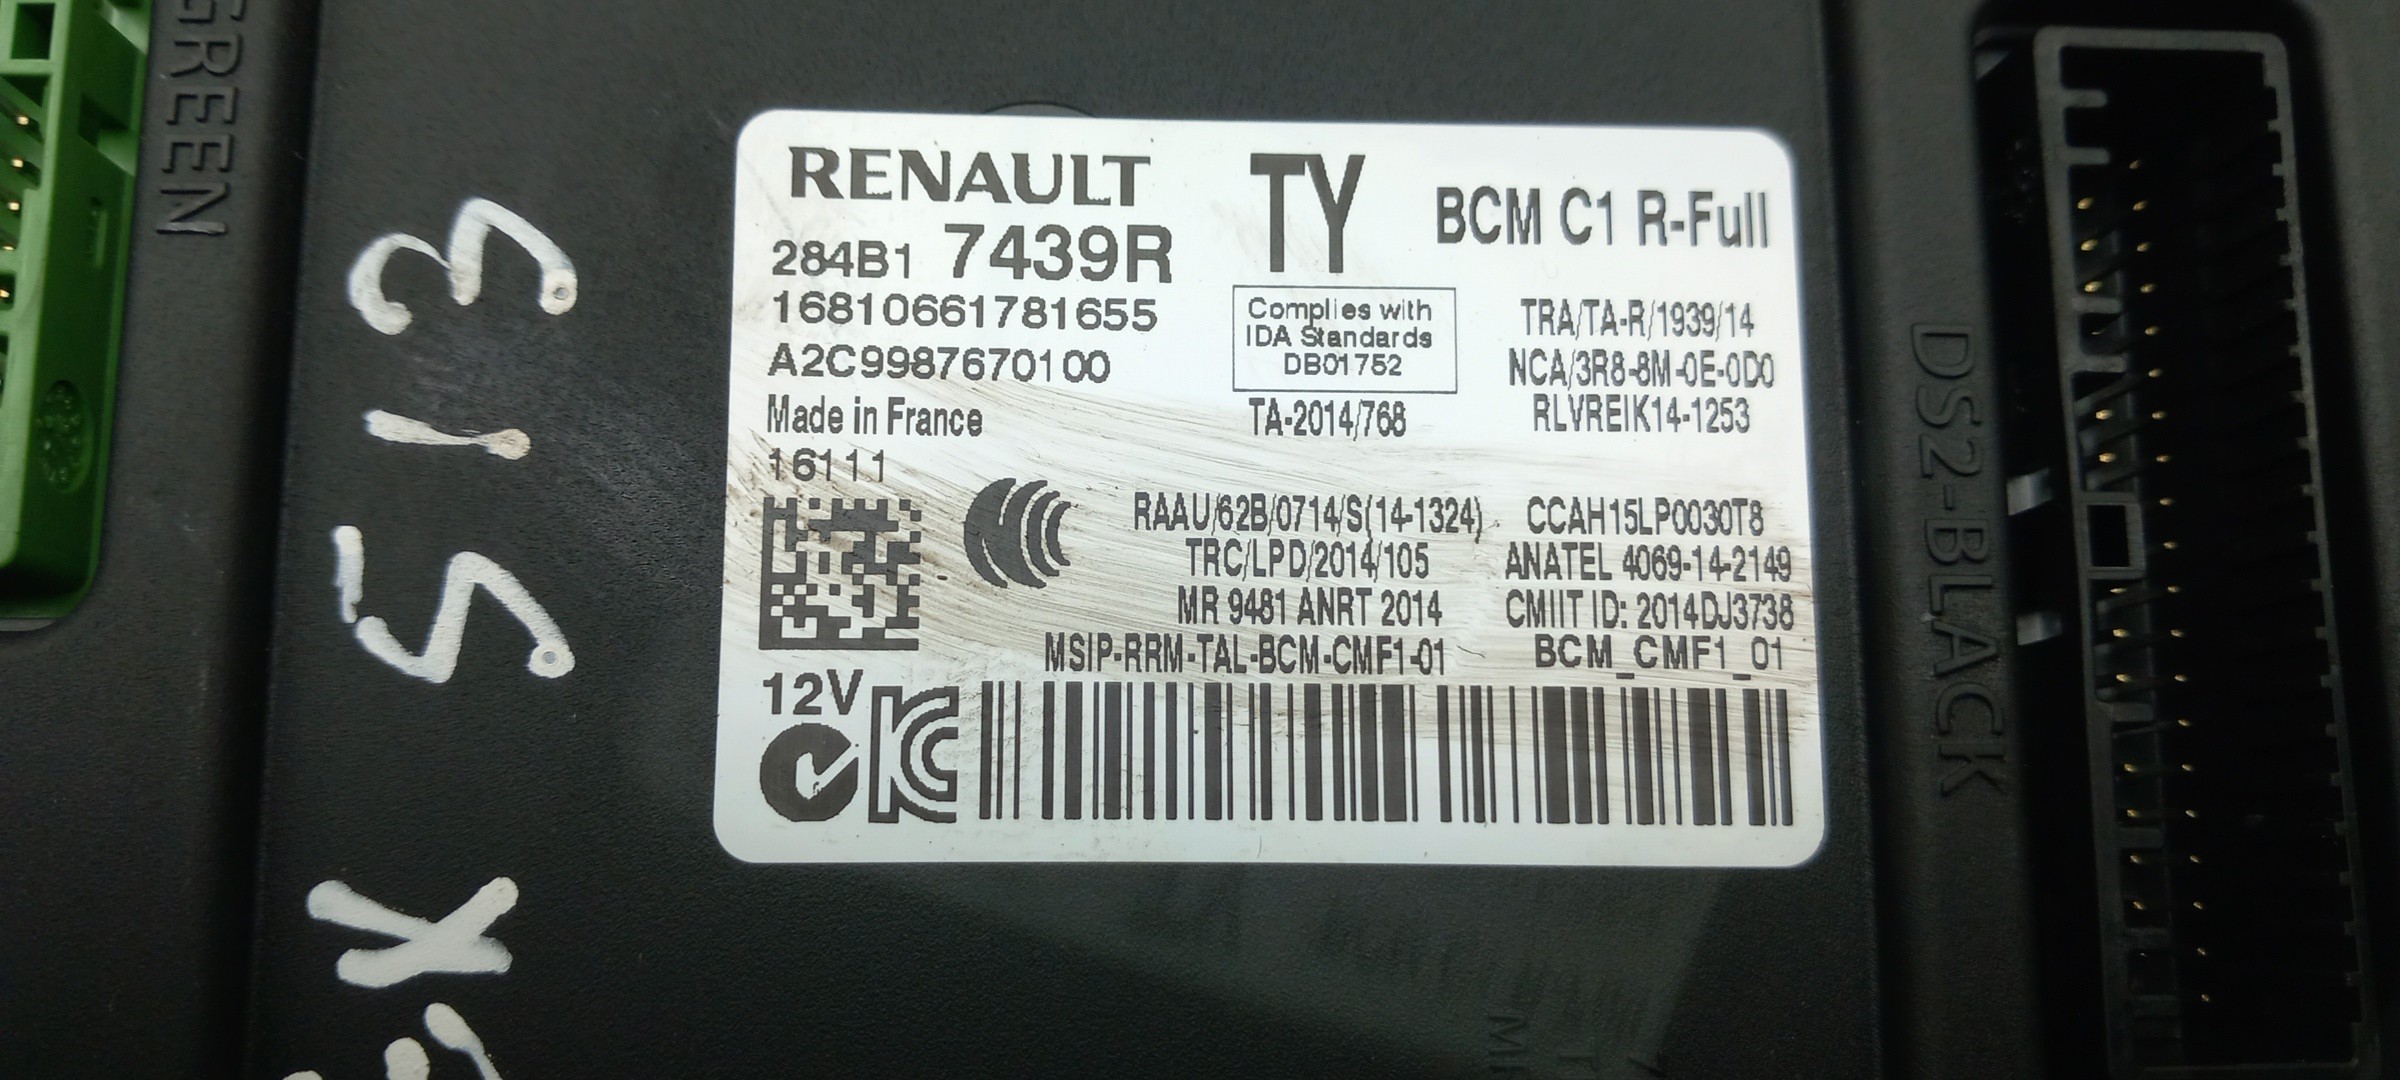 GREEN
513
RENAULT
TY
BCM C1 R-Full
284B1 7439R
16810661781655
A2C9987670100
Made in France
16111
Complies with
IDA Standards
DB01752
TA-2014/768
TRA/TA-R/1939/14
NCA/3R8-8M-0E-0D0
RLVREIK14-1253
RAAU/62B/0714/S(14-1324)
TRC/LPD/2014/105
MR 9481 ANRT 2014
MSIP-RRM-TAL-BCM-CMF1-01
CCAH15LP0030T8
ANATEL 4069-14-2149
CMIIT ID: 2014DJ3738
BCM_CMF1_01
12V
DS2-BLACK